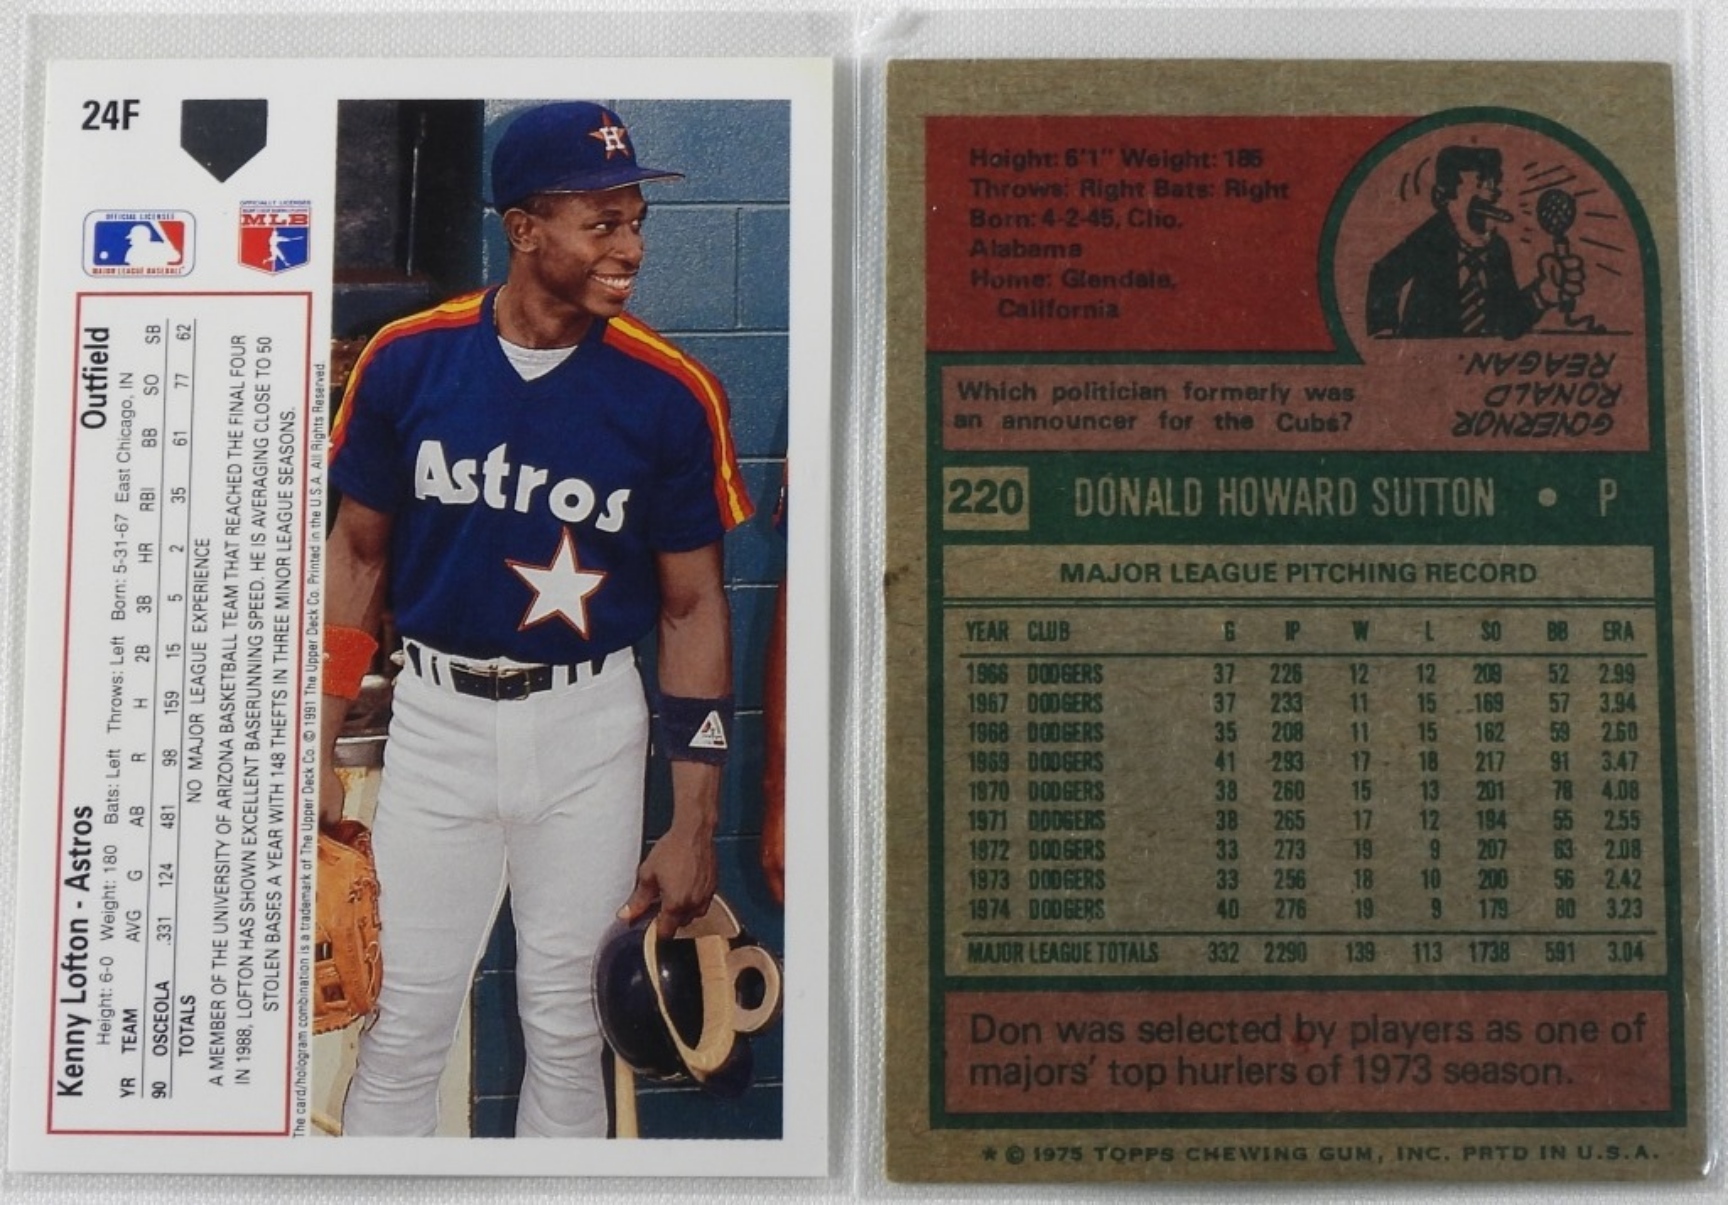 24F
OFFICIAL LICENSEE
MAJOR LEAGUE BASEBALL
OFFICIALLY LICENSED
MLB
Kenny Lofton - Astros Outfield
Height: 6-0 Weight: 180 Bats: Left Throws: Left Born: 5-31-67 East Chicago, IN
YR TEAM AVG G AB R H 2B 3B HR RBI BB SO SB
90 OSCEOLA .331 124 481 98 159 15 5 2 35 61 77 62
TOTALS NO MAJOR LEAGUE EXPERIENCE
A MEMBER OF THE UNIVERSITY OF ARIZONA BASKETBALL TEAM THAT REACHED THE FINAL FOUR
IN 1988, LOFTON HAS SHOWN EXCELLENT BASERUNNING SPEED. HE IS AVERAGING CLOSE TO 50
STOLEN BASES A YEAR WITH 148 THEFTS IN THREE MINOR LEAGUE SEASONS.
The card/hologram combination is a trademark of The Upper Deck Co. © 1991 The Upper Deck Co. Printed in the U.S.A. All Rights Reserved.
H
Astros
Height: 6'1" Weight: 185
Throws: Right Bats: Right
Born: 4-2-45, Clio,
Alabama
Home: Glendale,
California
Which politician formerly was
an announcer for the Cubs?
GOVERNOR
RONALD
REAGAN.
220 DONALD HOWARD SUTTON • P
MAJOR LEAGUE PITCHING RECORD
YEAR CLUB G IP W L SO BB ERA
1966 DODGERS 37 226 12 12 209 52 2.99
1967 DODGERS 37 233 11 15 169 57 3.94
1968 DODGERS 35 208 11 15 162 59 2.60
1969 DODGERS 41 293 17 18 217 91 3.47
1970 DODGERS 38 260 15 13 201 78 4.08
1971 DODGERS 38 265 17 12 194 55 2.55
1972 DODGERS 33 273 19 9 207 63 2.08
1973 DODGERS 33 256 18 10 200 56 2.42
1974 DODGERS 40 276 19 9 179 80 3.23
MAJOR LEAGUE TOTALS 332 2290 139 113 1738 591 3.04
Don was selected by players as one of
majors' top hurlers of 1973 season.
* © 1975 TOPPS CHEWING GUM, INC. PRTD IN U.S.A.